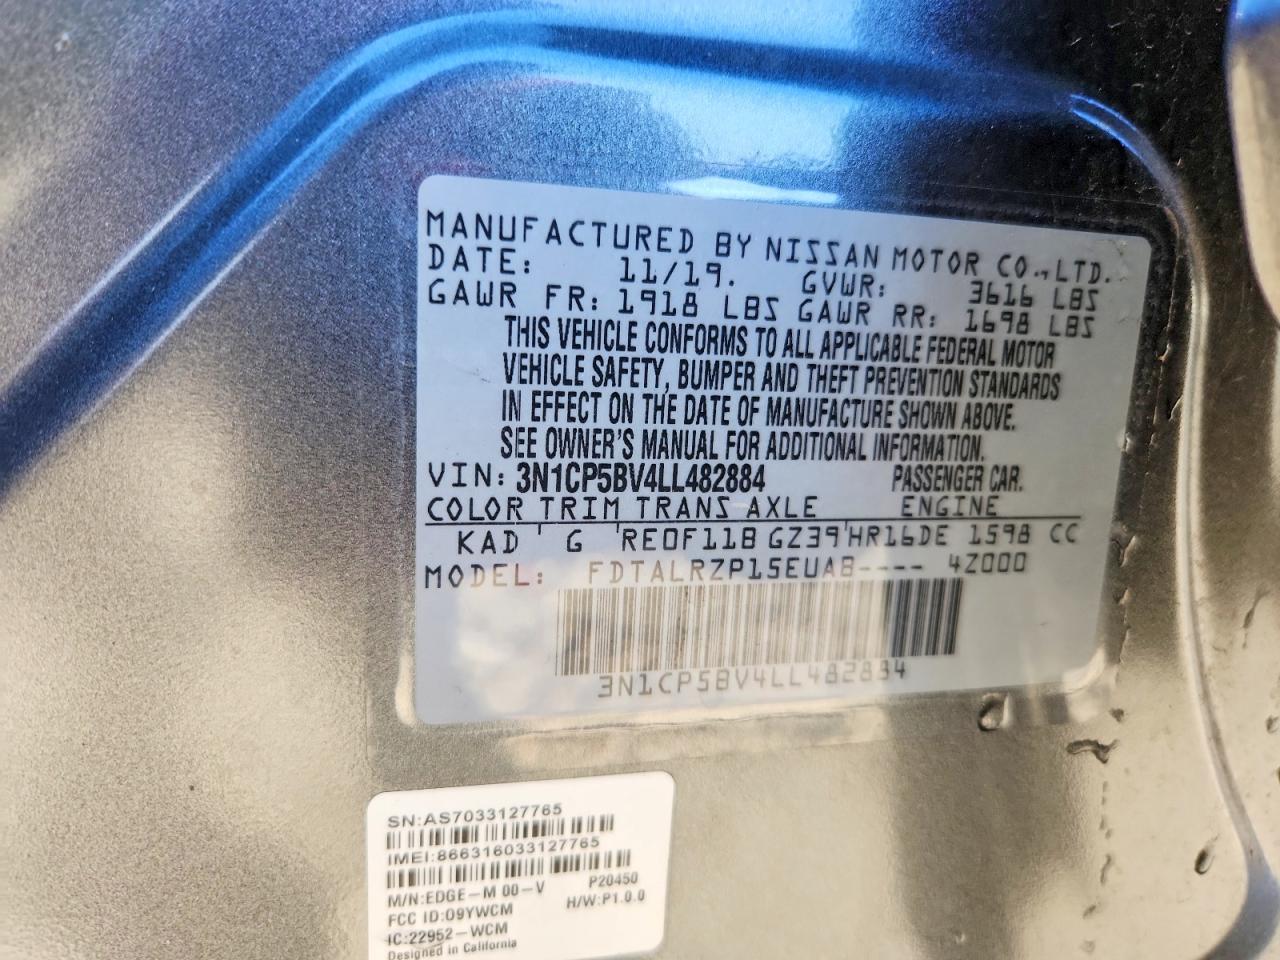 MANUFACTURED BY NISSAN MOTOR CO.,LTD.
DATE: 11/19. GVWR: 3616 LBS
GAWR FR: 1918 LBS GAWR RR: 1698 LBS
THIS VEHICLE CONFORMS TO ALL APPLICABLE FEDERAL MOTOR
VEHICLE SAFETY, BUMPER AND THEFT PREVENTION STANDARDS
IN EFFECT ON THE DATE OF MANUFACTURE SHOWN ABOVE.
SEE OWNER'S MANUAL FOR ADDITIONAL INFORMATION.
VIN: 3N1CP5BV4LL482884 PASSENGER CAR.
COLOR TRIM TRANS AXLE ENGINE
KAD ' G 'RE0F11B GZ39'HR16DE 1598 CC
MODEL: FDTALRZP15EUAB---- 4Z000
3N1CP5BV4LL482884
SN:AS7033127765
IMEI:866316033127765
M/N:EDGE-M 00-V P20450
FCC ID:O9YWCM H/W:P1.0.0
IC:22952-WCM
Designed in California